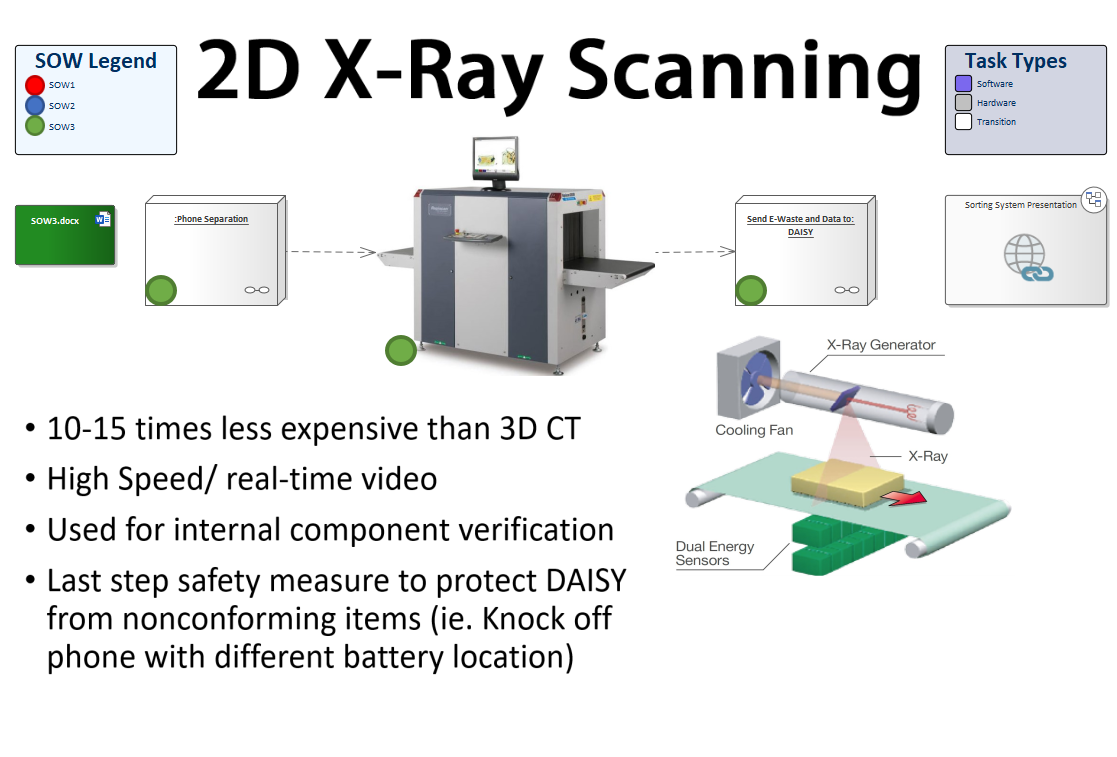 2D X-Ray Scanning
SOW Legend
SOW1
SOW2
SOW3
Task Types
Software
Hardware
Transition
SOW3.docx
W
:Phone Separation
Send E-Waste and Data to:
DAISY
Sorting System Presentation
X-Ray Generator
Cooling Fan
X-Ray
Dual Energy
Sensors
• 10-15 times less expensive than 3D CT
• High Speed/ real-time video
• Used for internal component verification
• Last step safety measure to protect DAISY
from nonconforming items (ie. Knock off
phone with different battery location)